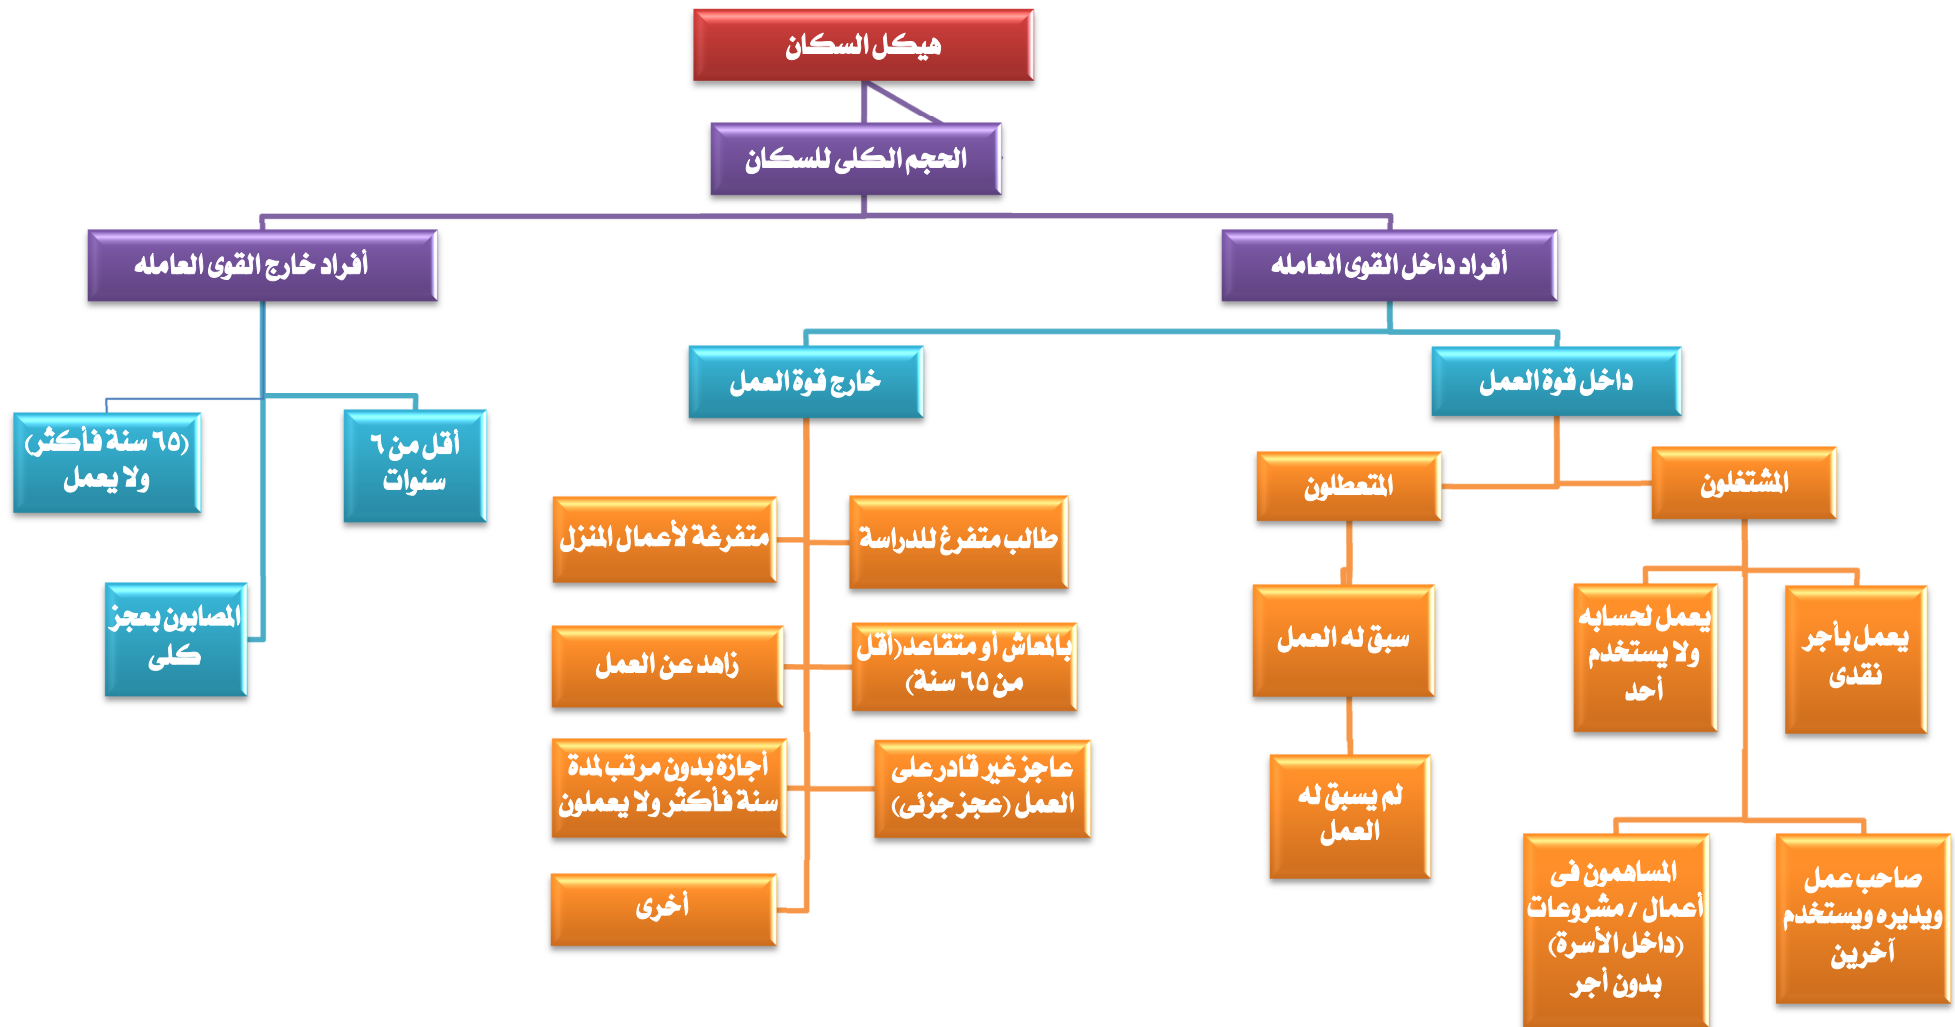 هيكل السكان
الحجم الكلى للسكان
أفراد داخل القوى العامله
أفراد خارج القوى العامله
داخل قوة العمل
خارج قوة العمل
المشتغلون
المتعطلون
يعمل بأجر
نقدى
يعمل لحسابه
ولا يستخدم
أحد
صاحب عمل
ويديره ويستخدم
آخرين
المساهمون فى
أعمال / مشروعات
(داخل الأسرة)
بدون أجر
سبق له العمل
لم يسبق له
العمل
طالب متفرغ للدراسة
متفرغة لأعمال المنزل
بالمعاش أو متقاعد(أقل
من ٦٥ سنة)
زاهد عن العمل
عاجز غير قادر على
العمل (عجز جزئى)
أجازة بدون مرتب لمدة
سنة فأكثر ولا يعملون
أخرى
أقل من ٦
سنوات
(٦٥ سنة فأكثر)
ولا يعمل
المصابون بعجز
كلى